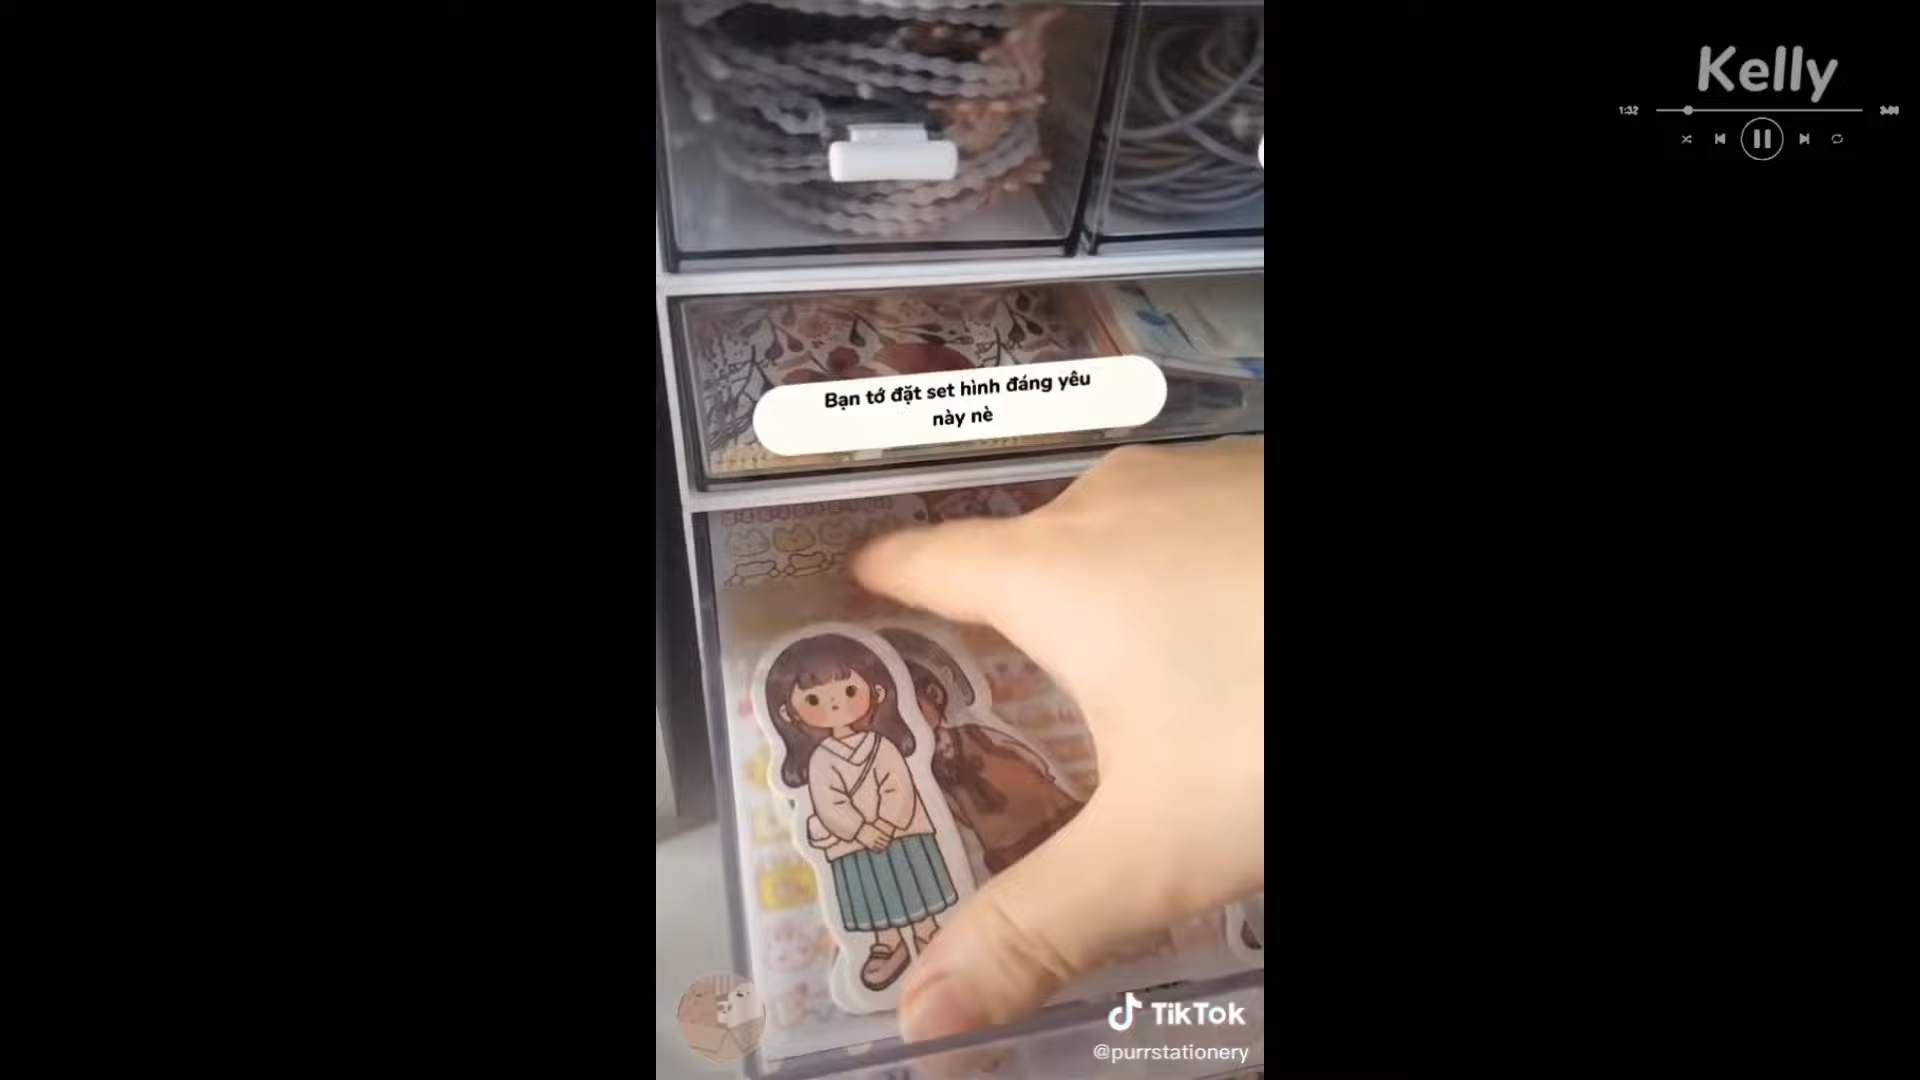 Kelly
1:32
Bạn tớ đặt set hình đáng yêu
này nè
TikTok
@purrstationery